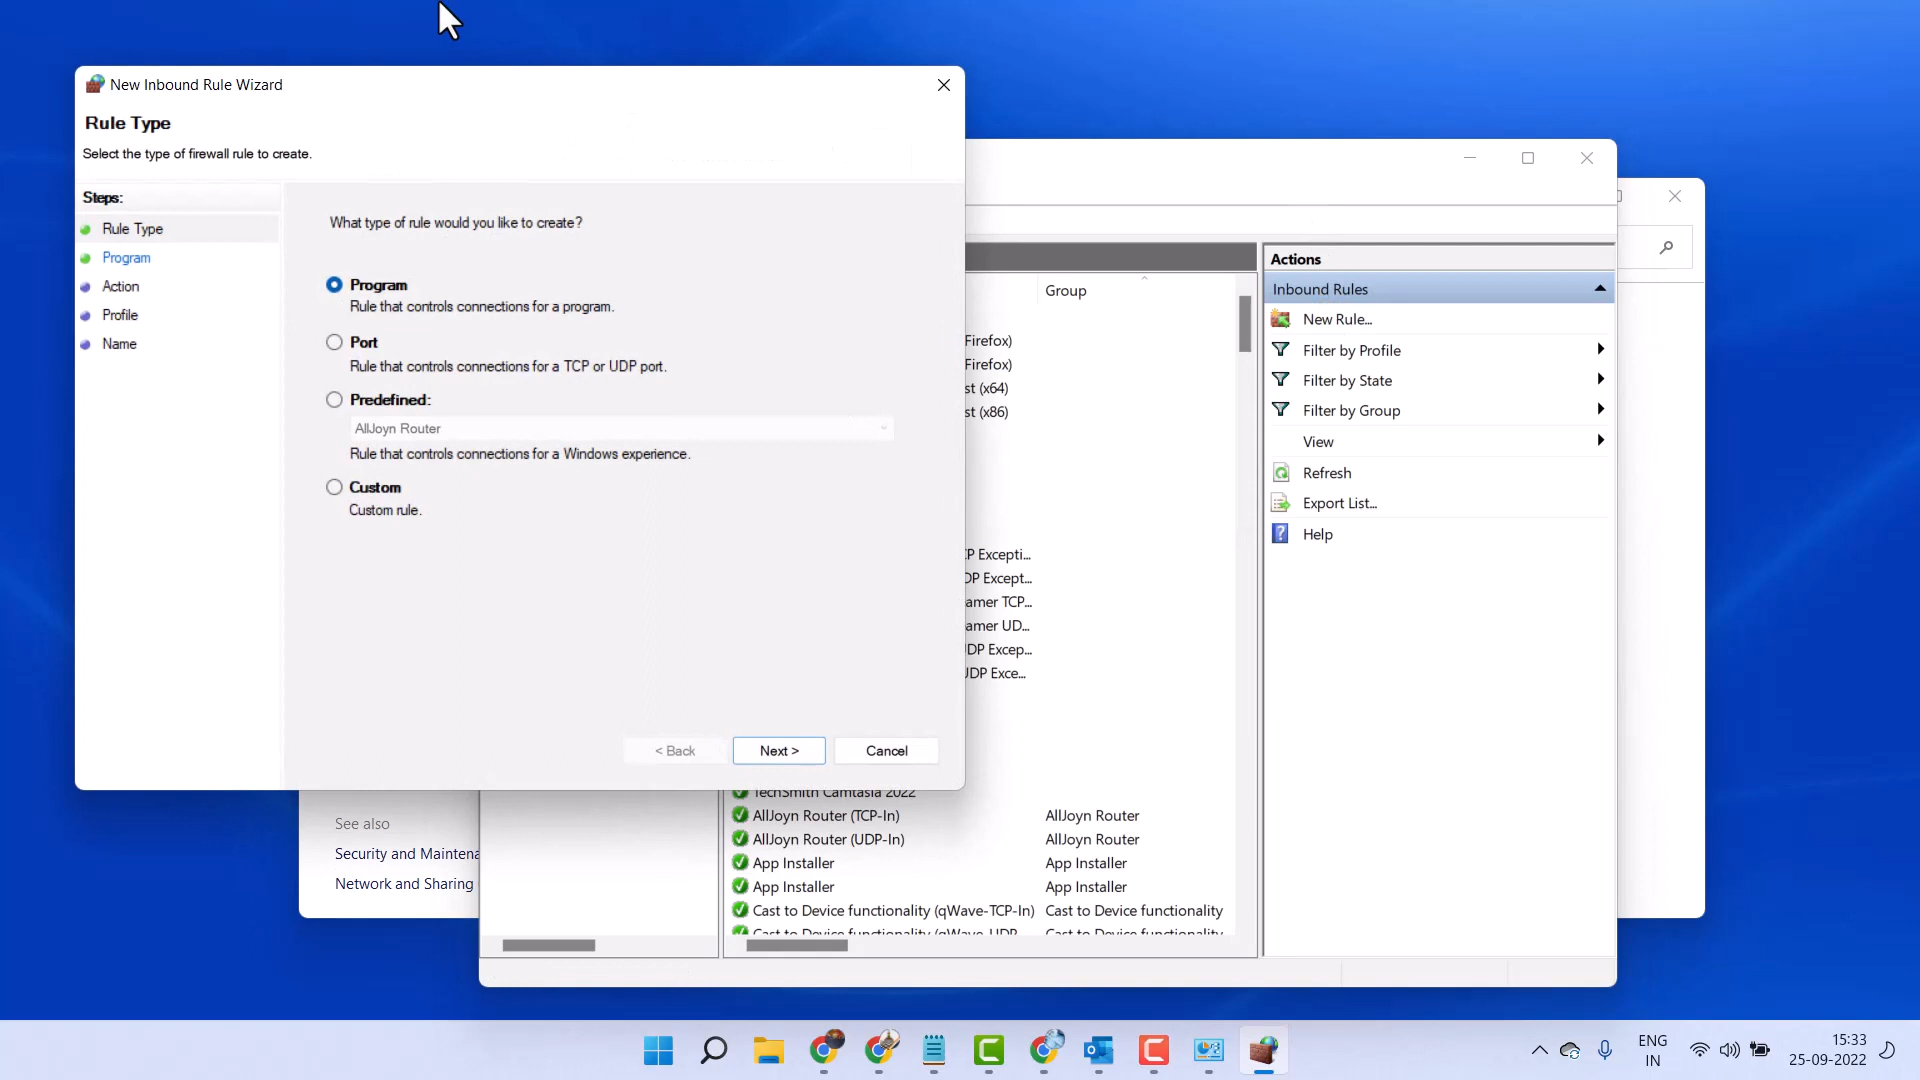 New Inbound Rule Wizard
Rule Type
Select the type of firewall rule to create.
Steps:
Rule Type
Program
Action
Profile
Name
What type of rule would you like to create?
Program
Rule that controls connections for a program.
Port
Rule that controls connections for a TCP or UDP port.
Predefined:
AllJoyn Router
Rule that controls connections for a Windows experience.
Custom
Custom rule.
< Back
Next >
Cancel
Group
Firefox)
Firefox)
st (x64)
st (x86)
P Excepti...
DP Except...
amer TCP...
amer UD...
DP Excep...
UDP Exce...
TechSmith Camtasia 2022
AllJoyn Router (TCP-In) AllJoyn Router
AllJoyn Router (UDP-In) AllJoyn Router
App Installer App Installer
App Installer App Installer
Cast to Device functionality (qWave-TCP-In) Cast to Device functionality
Cast to Device functionality (qWave-UDP... Cast to Device functionality
Actions
Inbound Rules
New Rule...
Filter by Profile
Filter by State
Filter by Group
View
Refresh
Export List...
Help
See also
Security and Maintena
Network and Sharing
ENG
IN
15:33
25-09-2022